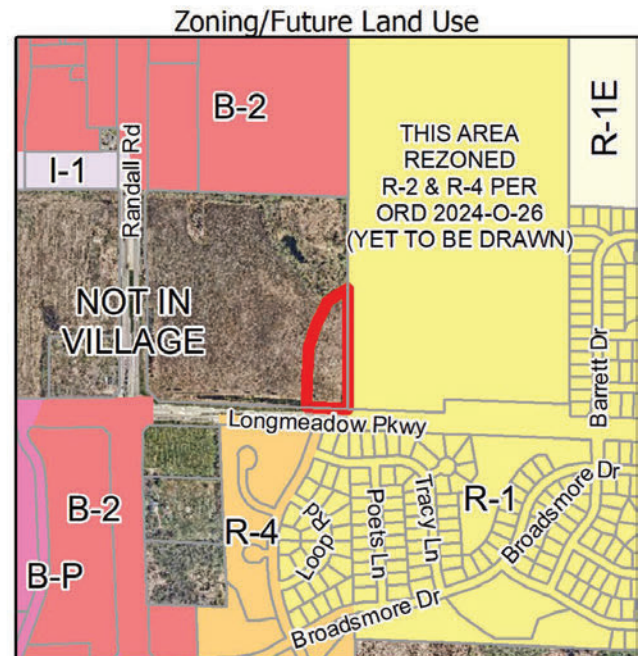 Zoning/Future Land Use
B-2
R-1E
THIS AREA
REZONED
R-2 & R-4 PER
ORD 2024-O-26
(YET TO BE DRAWN)
I-1
Randall Rd
NOT IN
VILLAGE
Barrett Dr
Longmeadow Pkwy
B-2
R-4
Loop Rd
Poets Ln
Tracy Ln
R-1
Broadsmore Dr
B-P
Broadsmore Dr